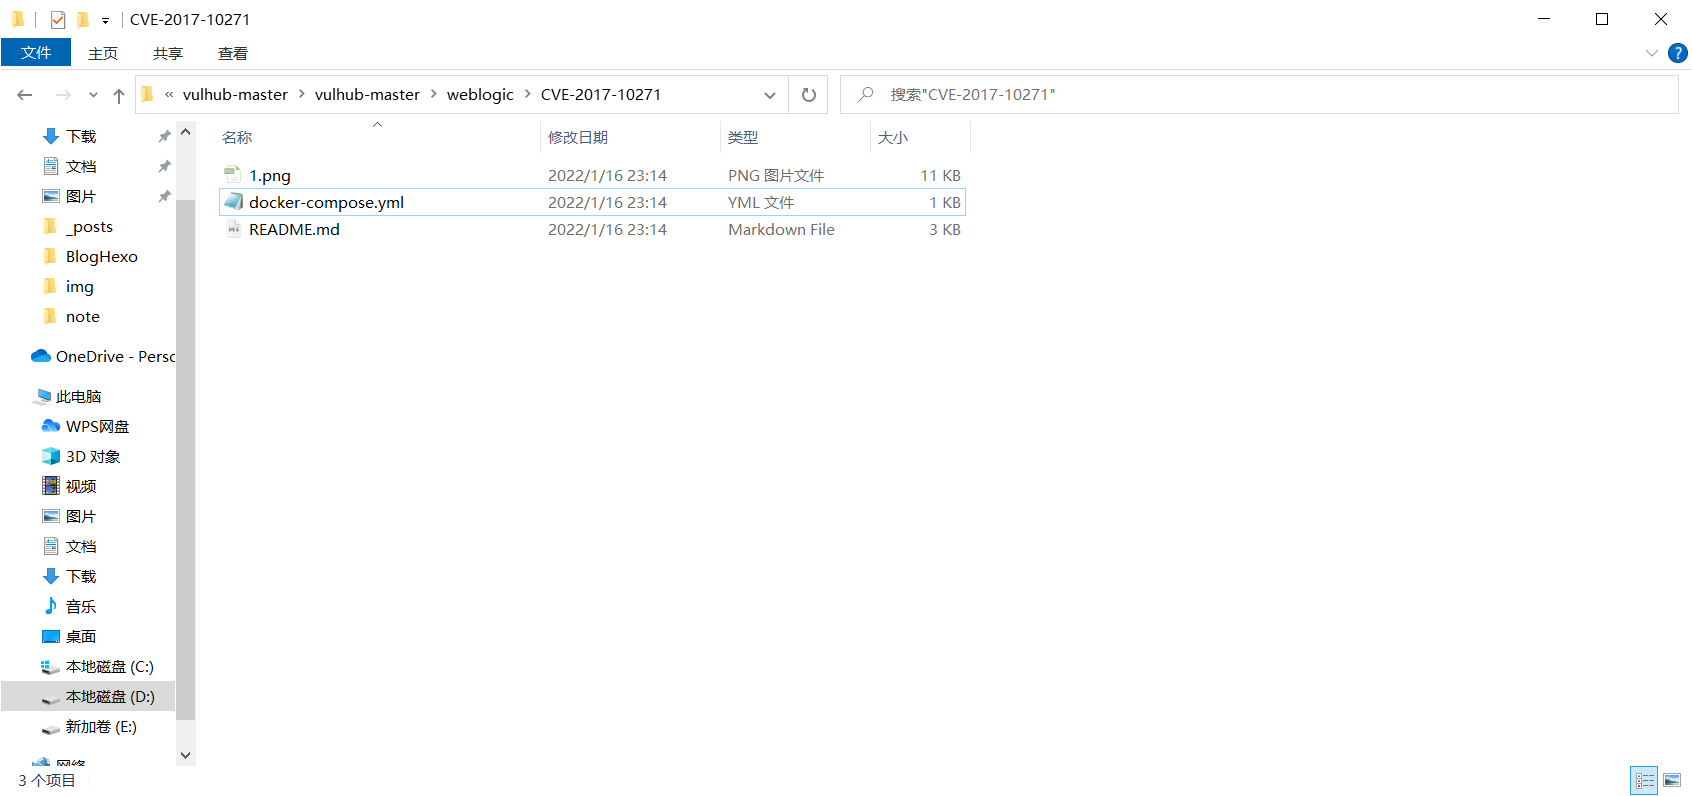 CVE-2017-10271
文件 主页 共享 查看
« vulhub-master > vulhub-master > weblogic > CVE-2017-10271
搜索"CVE-2017-10271"
名称 修改日期 类型 大小
1.png 2022/1/16 23:14 PNG 图片文件 11 KB
docker-compose.yml 2022/1/16 23:14 YML 文件 1 KB
README.md 2022/1/16 23:14 Markdown File 3 KB
下载
文档
图片
_posts
BlogHexo
img
note
OneDrive - Persc
此电脑
WPS网盘
3D 对象
视频
图片
文档
下载
音乐
桌面
本地磁盘 (C:)
本地磁盘 (D:)
新加卷 (E:)
网络
3 个项目